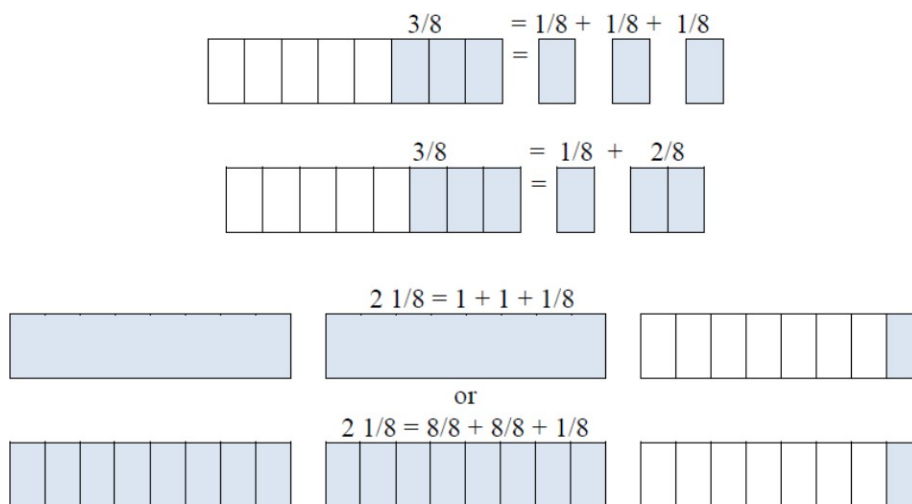 3/8 = 1/8 + 1/8 + 1/8
=
3/8 = 1/8 + 2/8
=
2 1/8 = 1 + 1 + 1/8
or
2 1/8 = 8/8 + 8/8 + 1/8